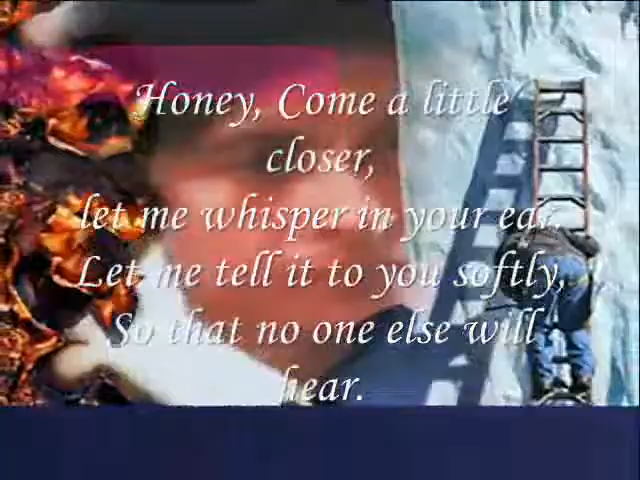 Honey, Come a little
closer,
let me whisper in your ear
Let me tell it to you softly,
So that no one else will
hear.